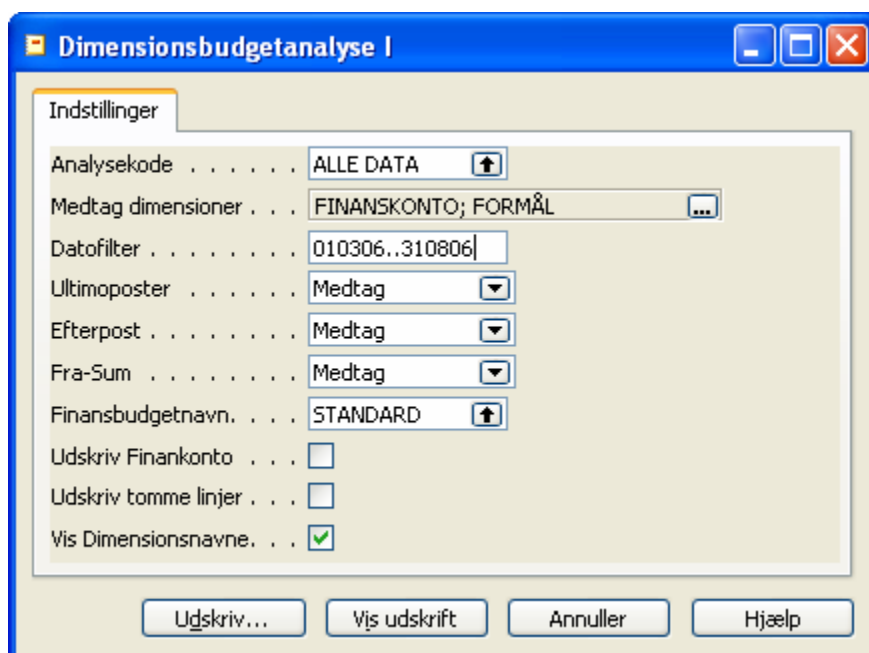 Dimensionsbudgetanalyse I
Indstillinger
Analysekode . . . . . . ALLE DATA
Medtag dimensioner . . . FINANSKONTO; FORMÅL ...
Datofilter . . . . . . . . 010306..310806
Ultimoposter . . . . . . Medtag
Efterpost . . . . . . . . Medtag
Fra-Sum . . . . . . . . Medtag
Finansbudgetnavn. . . . STANDARD
Udskriv Finankonto . . .
Udskriv tomme linjer . . .
Vis Dimensionsnavne. . .
Udskriv... Vis udskrift Annuller Hjælp